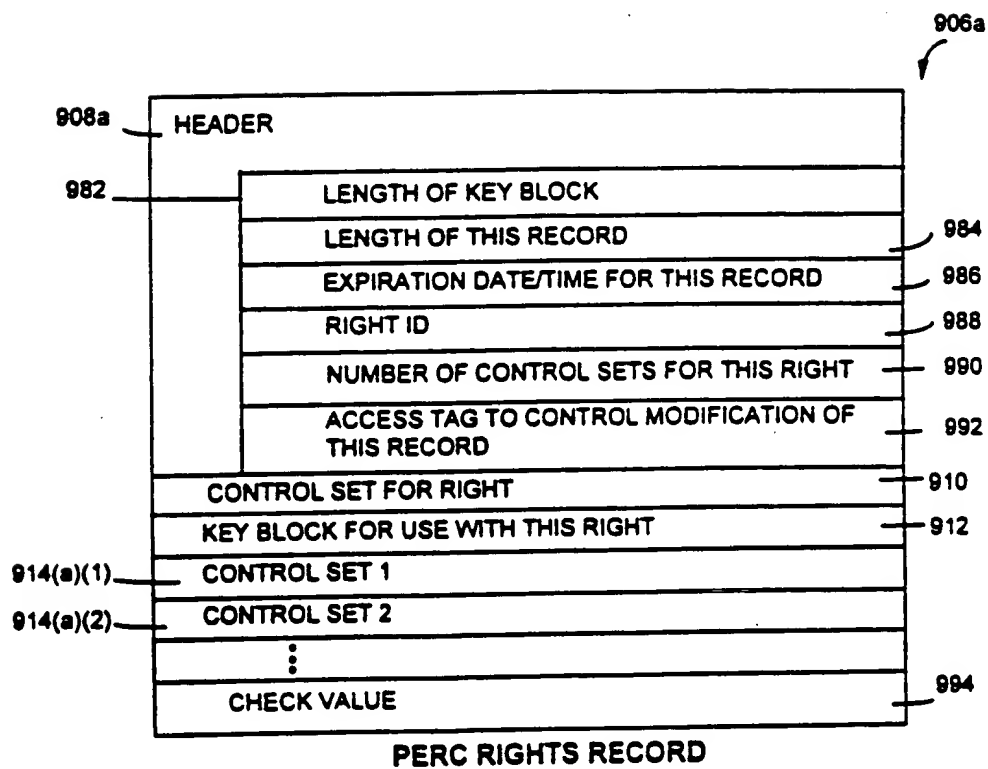 906a
908a HEADER
982 LENGTH OF KEY BLOCK
LENGTH OF THIS RECORD 984
EXPIRATION DATE/TIME FOR THIS RECORD 986
RIGHT ID 988
NUMBER OF CONTROL SETS FOR THIS RIGHT 990
ACCESS TAG TO CONTROL MODIFICATION OF
THIS RECORD 992
CONTROL SET FOR RIGHT 910
KEY BLOCK FOR USE WITH THIS RIGHT 912
914(a)(1) CONTROL SET 1
914(a)(2) CONTROL SET 2
CHECK VALUE 994
PERC RIGHTS RECORD